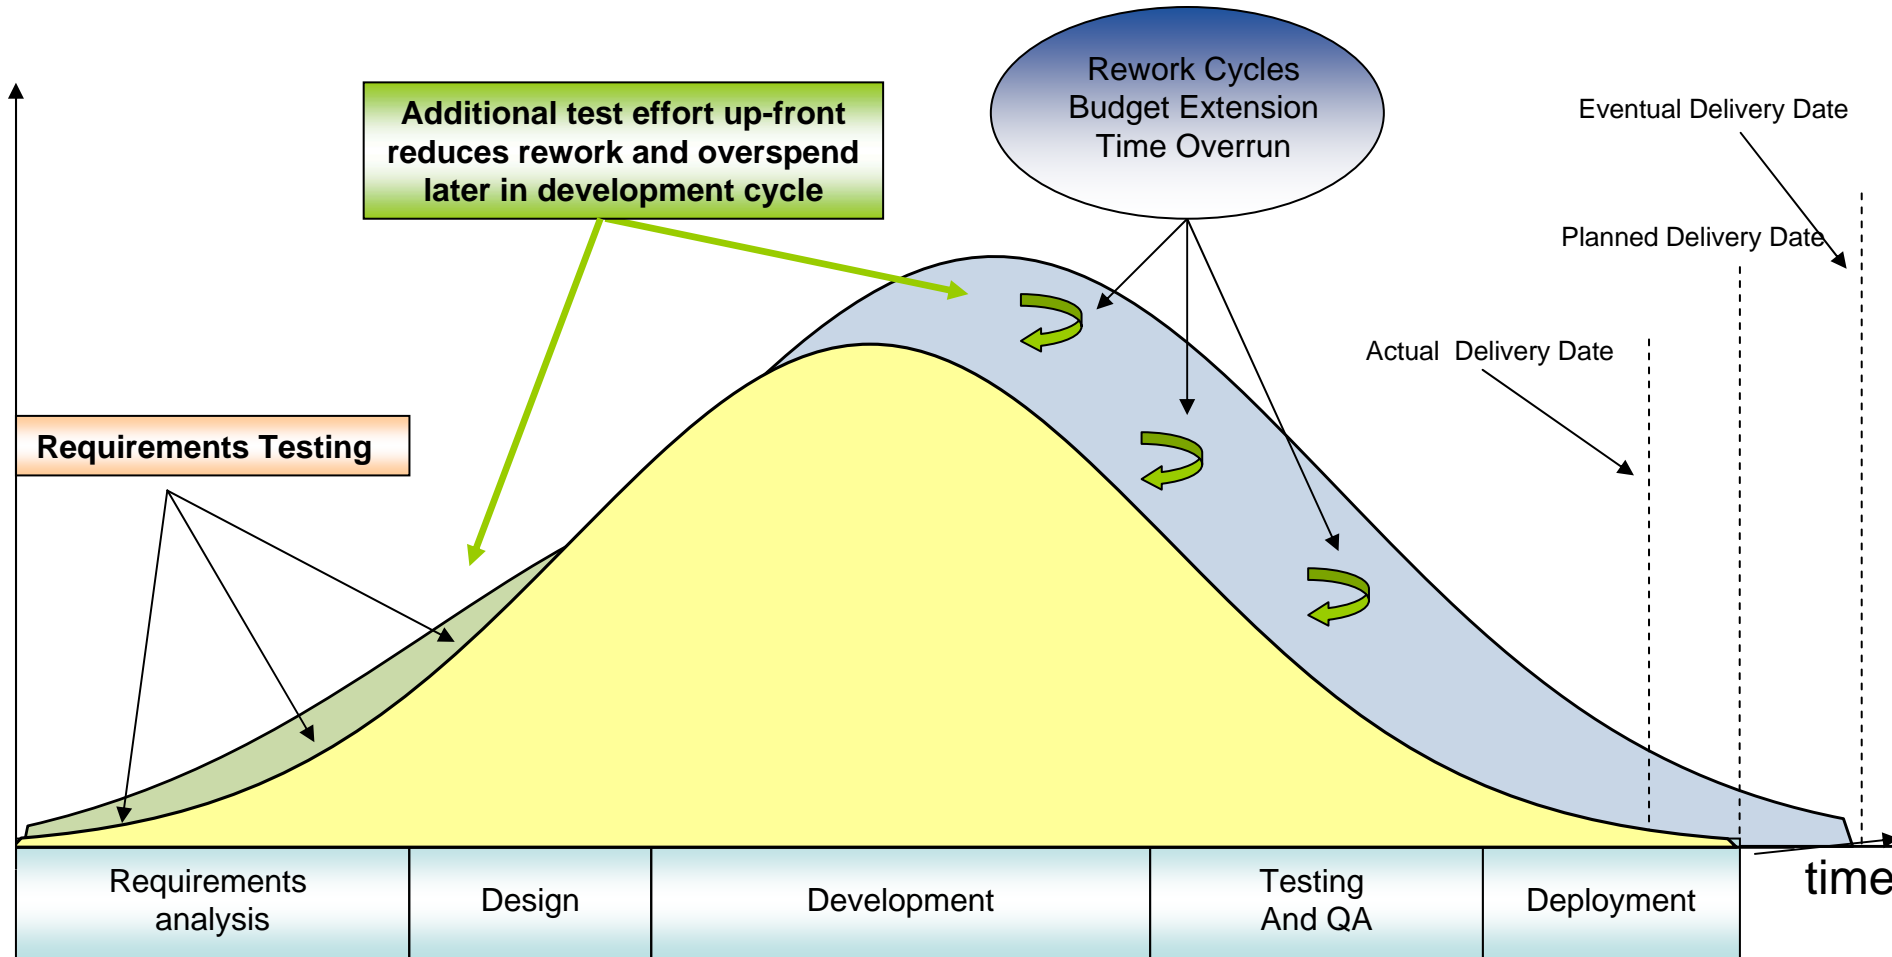 Rework Cycles
Budget Extension
Time Overrun
Additional test effort up-front
reduces rework and overspend
later in development cycle
Eventual Delivery Date
Planned Delivery Date
Actual  Delivery Date
Requirements Testing
time
Requirements
analysis
Design
Development
Testing
And QA
Deployment